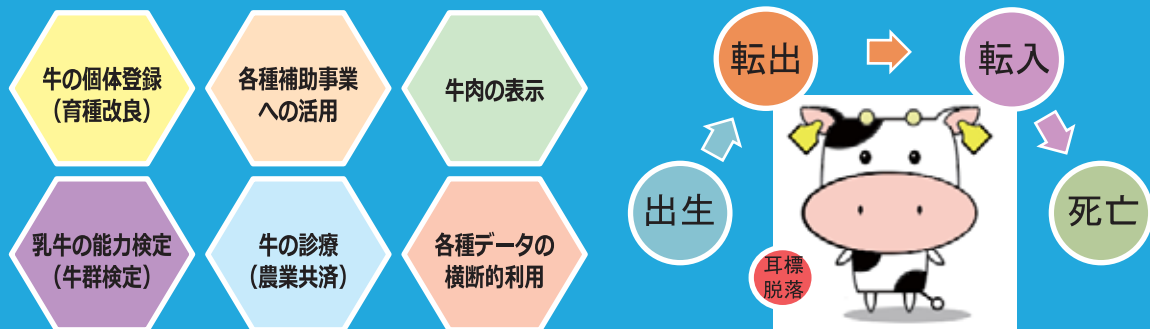 牛の個体登録
（育種改良）
各種補助事業
への活用
牛肉の表示
乳牛の能力検定
（牛群検定）
牛の診療
（農業共済）
各種データの
横断的利用
出生
転出
転入
死亡
耳標
脱落